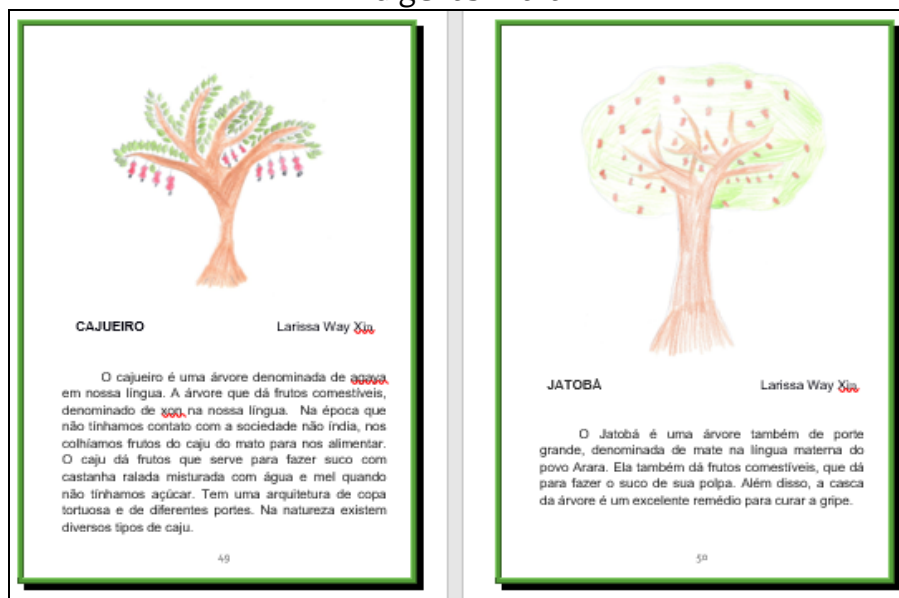 CAJUEIRO Larissa Way Xin
O cajueiro é uma árvore denominada de agaya
em nossa língua. A árvore que dá frutos comestíveis,
denominado de xon na nossa língua. Na época que
não tínhamos contato com a sociedade não índia, nos
colhíamos frutos do caju do mato para nos alimentar.
O caju dá frutos que serve para fazer suco com
castanha ralada misturada com água e mel quando
não tínhamos açúcar. Tem uma arquitetura de copa
tortuosa e de diferentes portes. Na natureza existem
diversos tipos de caju.
49
JATOBÁ Larissa Way Xin
O Jatobá é uma árvore também de porte
grande, denominada de mate na língua materna do
povo Arara. Ela também dá frutos comestíveis, que dá
para fazer o suco de sua polpa. Além disso, a casca
da árvore é um excelente remédio para curar a gripe.
50